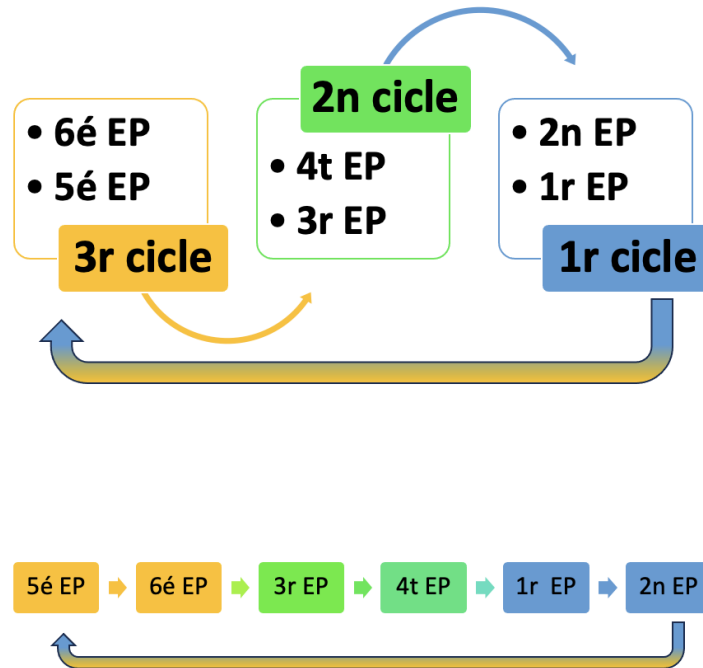 • 6é EP
• 5é EP
3r cicle
2n cicle
• 4t EP
• 3r EP
• 2n EP
• 1r EP
1r cicle
5é EP
6é EP
3r EP
4t EP
1r EP
2n EP